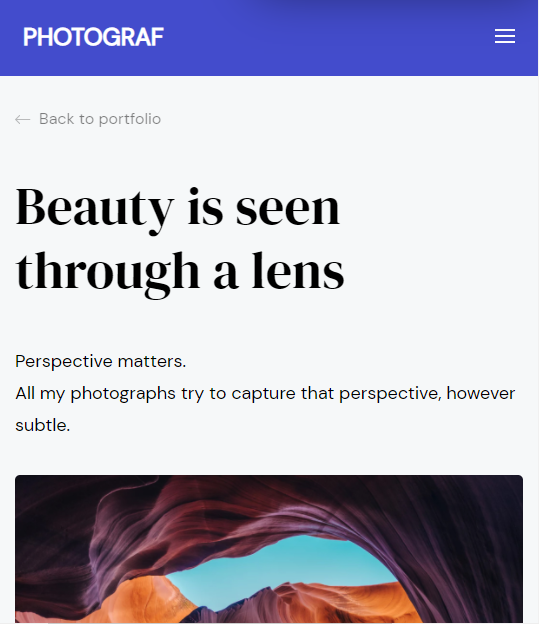 PHOTOGRAF
Back to portfolio
Beauty is seen
through a lens
Perspective matters.
All my photographs try to capture that perspective, however
subtle.